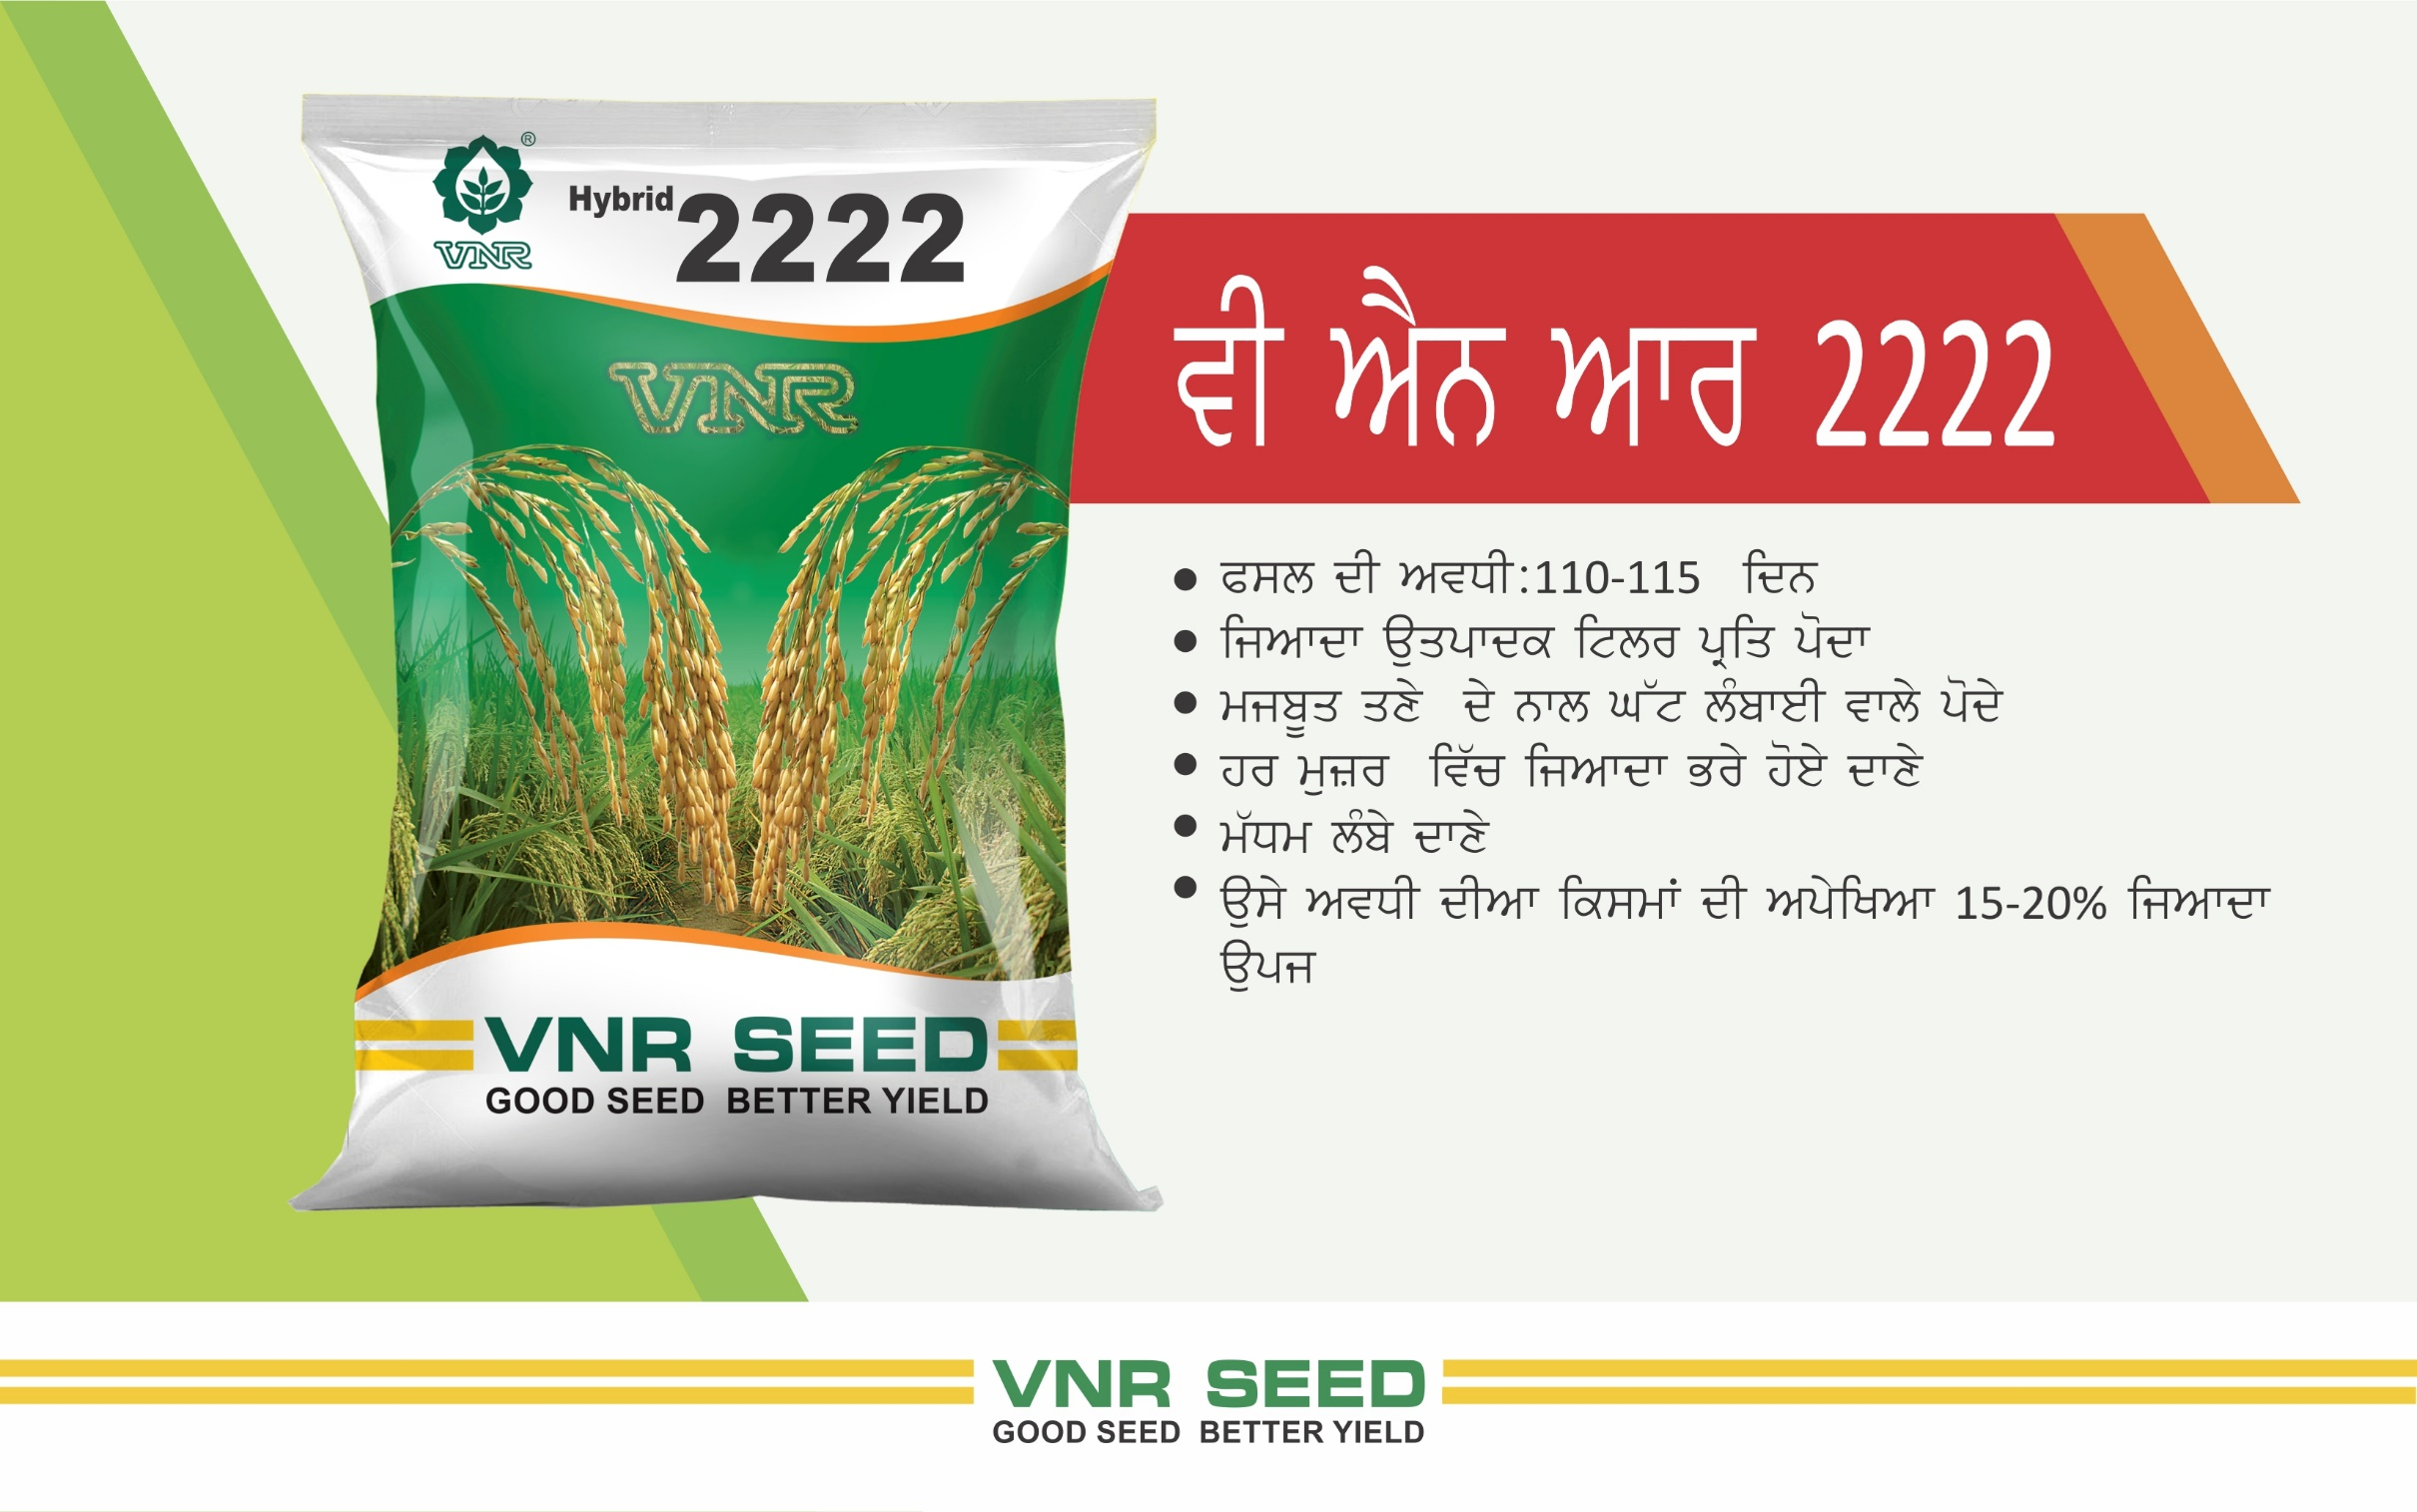 ®
VNR
Hybrid 2222
VNR
VNR SEED
GOOD SEED BETTER YIELD
ਵੀ ਐਨ ਆਰ 2222
• ਫਸਲ ਦੀ ਅਵਧੀ:110-115 ਦਿਨ
• ਜਿਆਦਾ ਉਤਪਾਦਕ ਟਿਲਰ ਪ੍ਰਤਿ ਪੋਂਦਾ
• ਮਜਬੂਤ ਤਣੇ ਦੇ ਨਾਲ ਘੱਟ ਲੰਬਾਈ ਵਾਲੇ ਪੋਦੇ
• ਹਰ ਮੁਜ਼ਰ ਵਿੱਚ ਜਿਆਦਾ ਭਰੇ ਹੋਏ ਦਾਣੇ
• ਮੱਧਮ ਲੰਬੇ ਦਾਣੇ
• ਉਸੇ ਅਵਧੀ ਦੀਆ ਕਿਸਮਾਂ ਦੀ ਅਪੇਖਿਆ 15-20% ਜਿਆਦਾ
ਉਪਜ
VNR SEED
GOOD SEED BETTER YIELD